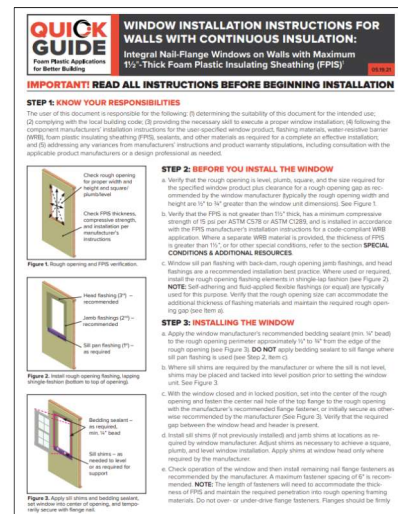 QUICK
GUIDE
Foam Plastic Applications
for Better Building
WINDOW INSTALLATION INSTRUCTIONS FOR
WALLS WITH CONTINUOUS INSULATION:
Integral Nail-Flange Windows on Walls with Maximum
1½"-Thick Foam Plastic Insulating Sheathing (FPIS)¹
IMPORTANT! READ ALL INSTRUCTIONS BEFORE BEGINNING INSTALLATION
STEP 1: KNOW YOUR RESPONSIBILITIES
The user of this document is responsible for the following: (1) determining the suitability of this document for the intended use;
(2) complying with the local building code; (3) providing the necessary skill to execute a proper window installation; (4) following the
component manufacturers' installation instructions for the user-specified window product, flashing materials, water-resistive barrier
(WRB), foam plastic insulating sheathing (FPIS), sealants, and other materials as required for a complete an effective installation;
and (5) addressing any variances from manufacturers' instructions and product warranty stipulations, including consultation with the
applicable product manufacturers or a design professional as needed.
Check rough opening
for proper width and
height and square/
plumb/level
Check FPIS thickness,
compressive strength,
and installation per
manufacturer's
instructions
Figure 1. Rough opening and FPIS verification.
Head flashing (3rd) –
recommended
Jamb flashings (2nd) –
recommended
Sill pan flashing (1st) –
as required
Figure 2. Install rough opening flashing, lapping
shingle-fashion (bottom to top of opening).
Bedding sealant –
as required,
min. ¼" bead
Sill shims – as
needed to level
or as required for
support
Figure 3. Apply sill shims and bedding sealant,
set window into center of opening, and tempo-
rarily secure with flange nail.
STEP 2: BEFORE YOU INSTALL THE WINDOW
a. Verify that the rough opening is level, plumb, square, and the size required for
the specified window product plus clearance for a rough opening gap as rec-
ommended by the window manufacturer (typically the rough opening width and
height are ½" to ¾" greater than the window unit dimensions). See Figure 1.
b. Verify that the FPIS is not greater than 1½" thick, has a minimum compressive
strength of 15 psi per ASTM C578 or ASTM C1289, and is installed in accordance
with the FPIS manufacturer's installation instructions for a code-compliant WRB
application. Where a separate WRB material is provided, the thickness of FPIS
is greater than 1½", or for other special conditions, refer to the section SPECIAL
CONDITIONS & ADDITIONAL RESOURCES.
c. Window sill pan flashing with back-dam, rough opening jamb flashings, and head
flashings are a recommended installation best practice. Where used or required,
install the rough opening flashing elements in shingle-lap fashion (see Figure 2).
NOTE: Self-adhering and fluid-applied flexible flashings (or equal) are typically
used for this purpose. Verify that the rough opening size can accommodate the
additional thickness of flashing materials and maintain the required rough open-
ing gap (see Item a).
STEP 3: INSTALLING THE WINDOW
a. Apply the window manufacturer's recommended bedding sealant (min. ¼" bead)
to the rough opening perimeter approximately ½" to ¾" from the edge of the
rough opening (see Figure 3). DO NOT apply bedding sealant to sill flange where
sill pan flashing is used (see Step 2, Item c).
b. Where sill shims are required by the manufacturer or where the sill is not level,
shims may be placed and tacked into level position prior to setting the window
unit. See Figure 3.
c. With the window closed and in locked position, set into the center of the rough
opening and fasten the center nail hole of the top flange to the rough opening
with the manufacturer's recommended flange fastener, or initially secure as other-
wise recommended by the manufacturer (See Figure 3). Verify that the required
gap between the window head and header is present.
d. Install sill shims (if not previously installed) and jamb shims at locations as re-
quired by window manufacturer. Adjust shims as necessary to achieve a square,
plumb, and level window installation. Apply shims at window head only where
required by the manufacturer.
e. Check operation of the window and then install remaining nail flange fasteners as
recommended by the manufacturer. A maximum fastener spacing of 6" is recom-
mended. NOTE: The length of fasteners will need to accommodate the thick-
ness of FPIS and maintain the required penetration into rough opening framing
materials. Do not over- or under-drive flange fasteners. Flanges should be firmly